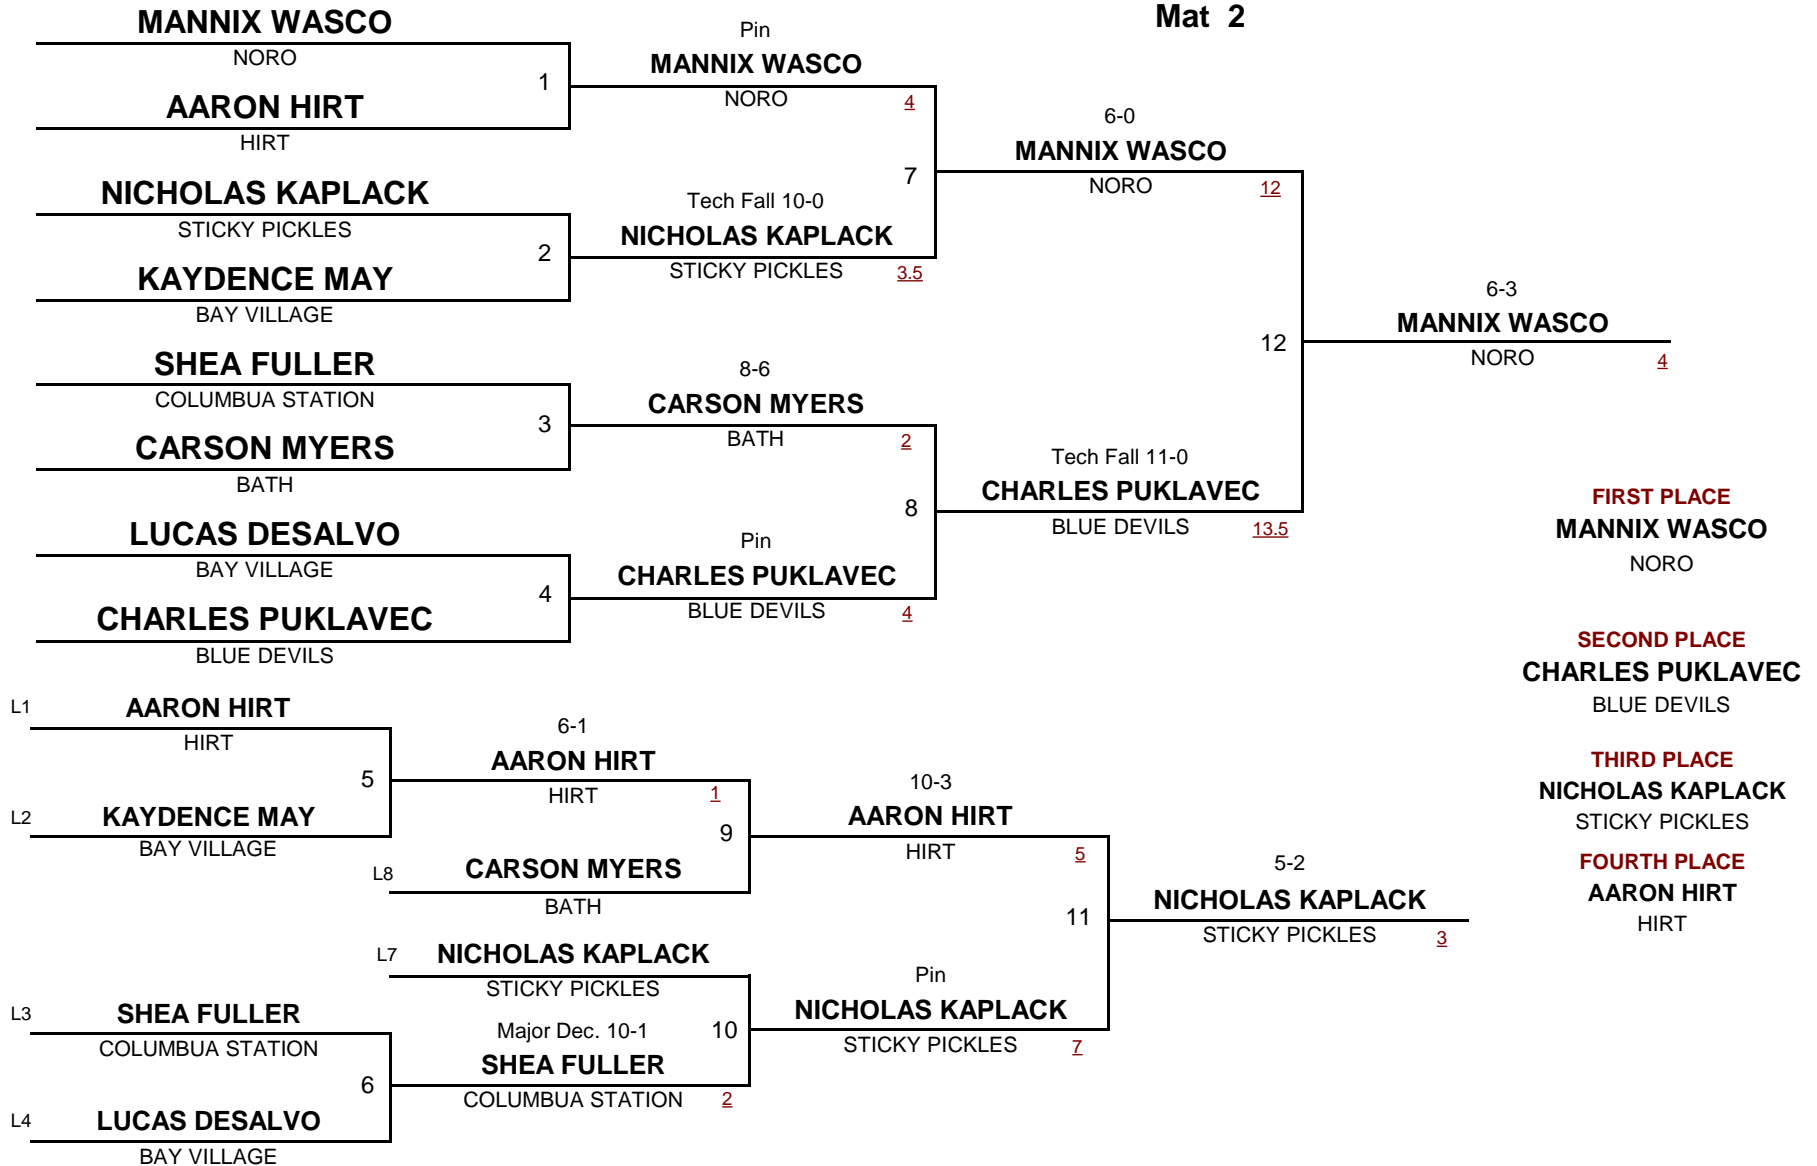 Mat 2
MANNIX WASCO
NORO
1
AARON HIRT
HIRT
NICHOLAS KAPLACK
STICKY PICKLES
2
KAYDENCE MAY
BAY VILLAGE
SHEA FULLER
COLUMBUA STATION
3
CARSON MYERS
BATH
LUCAS DESALVO
BAY VILLAGE
4
CHARLES PUKLAVEC
BLUE DEVILS
Pin
MANNIX WASCO
NORO 4
7
Tech Fall 10-0
NICHOLAS KAPLACK
STICKY PICKLES 3.5
8-6
CARSON MYERS
BATH 2
8
Pin
CHARLES PUKLAVEC
BLUE DEVILS 4
6-0
MANNIX WASCO
NORO 12
12
Tech Fall 11-0
CHARLES PUKLAVEC
BLUE DEVILS 13.5
6-3
MANNIX WASCO
NORO 4
FIRST PLACE
MANNIX WASCO
NORO
SECOND PLACE
CHARLES PUKLAVEC
BLUE DEVILS
THIRD PLACE
NICHOLAS KAPLACK
STICKY PICKLES
FOURTH PLACE
AARON HIRT
HIRT
L1 AARON HIRT
HIRT
5
L2 KAYDENCE MAY
BAY VILLAGE
L3 SHEA FULLER
COLUMBUA STATION
6
L4 LUCAS DESALVO
BAY VILLAGE
6-1
AARON HIRT
HIRT 1
9
L8 CARSON MYERS
BATH
L7 NICHOLAS KAPLACK
STICKY PICKLES
Major Dec. 10-1 10
SHEA FULLER
COLUMBUA STATION 2
10-3
AARON HIRT
HIRT 5
11
Pin
NICHOLAS KAPLACK
STICKY PICKLES 7
5-2
NICHOLAS KAPLACK
STICKY PICKLES 3